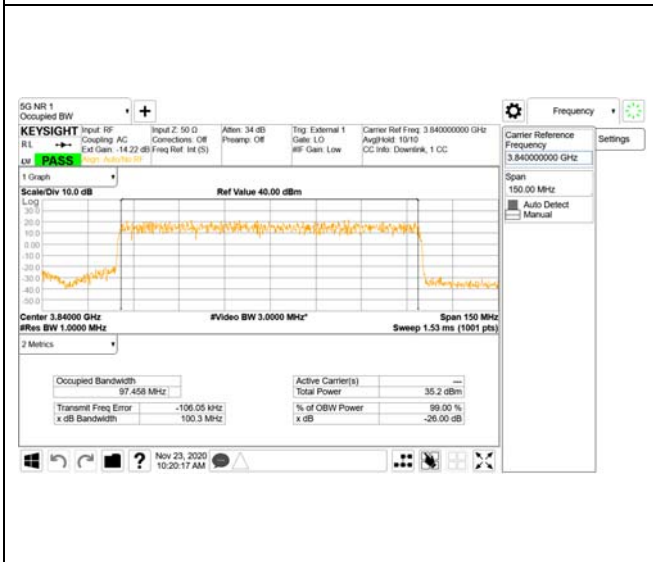 5G NR 1
Occupied BW
+
Frequency
KEYSIGHT
RL
PASS
Input: RF
Coupling: AC
Ext Gain: -14.22 dB
Align: Auto/No RF
Input Z: 50 Ω
Corrections: Off
Freq Ref: Int (S)
Atten: 34 dB
Preamp: Off
Trig: External 1
Gate: LO
#IF Gain: Low
Carrier Ref Freq: 3.840000000 GHz
Avg|Hold: 10/10
CC Info: Downlink, 1 CC
Carrier Reference
Frequency
3.840000000 GHz
Settings
Span
150.00 MHz
Auto Detect
Manual
1 Graph
Scale/Div 10.0 dB
Ref Value 40.00 dBm
Log
30.0
20.0
10.0
0.00
-10.0
-20.0
-30.0
-40.0
-50.0
Center 3.84000 GHz
#Video BW 3.0000 MHz*
Span 150 MHz
#Res BW 1.0000 MHz
Sweep 1.53 ms (1001 pts)
2 Metrics
Occupied Bandwidth
97.458 MHz
Transmit Freq Error -106.05 kHz
x dB Bandwidth 100.3 MHz
Active Carrier(s) ---
Total Power 35.2 dBm
% of OBW Power 99.00 %
x dB -26.00 dB
?
Nov 23, 2020
10:20:17 AM